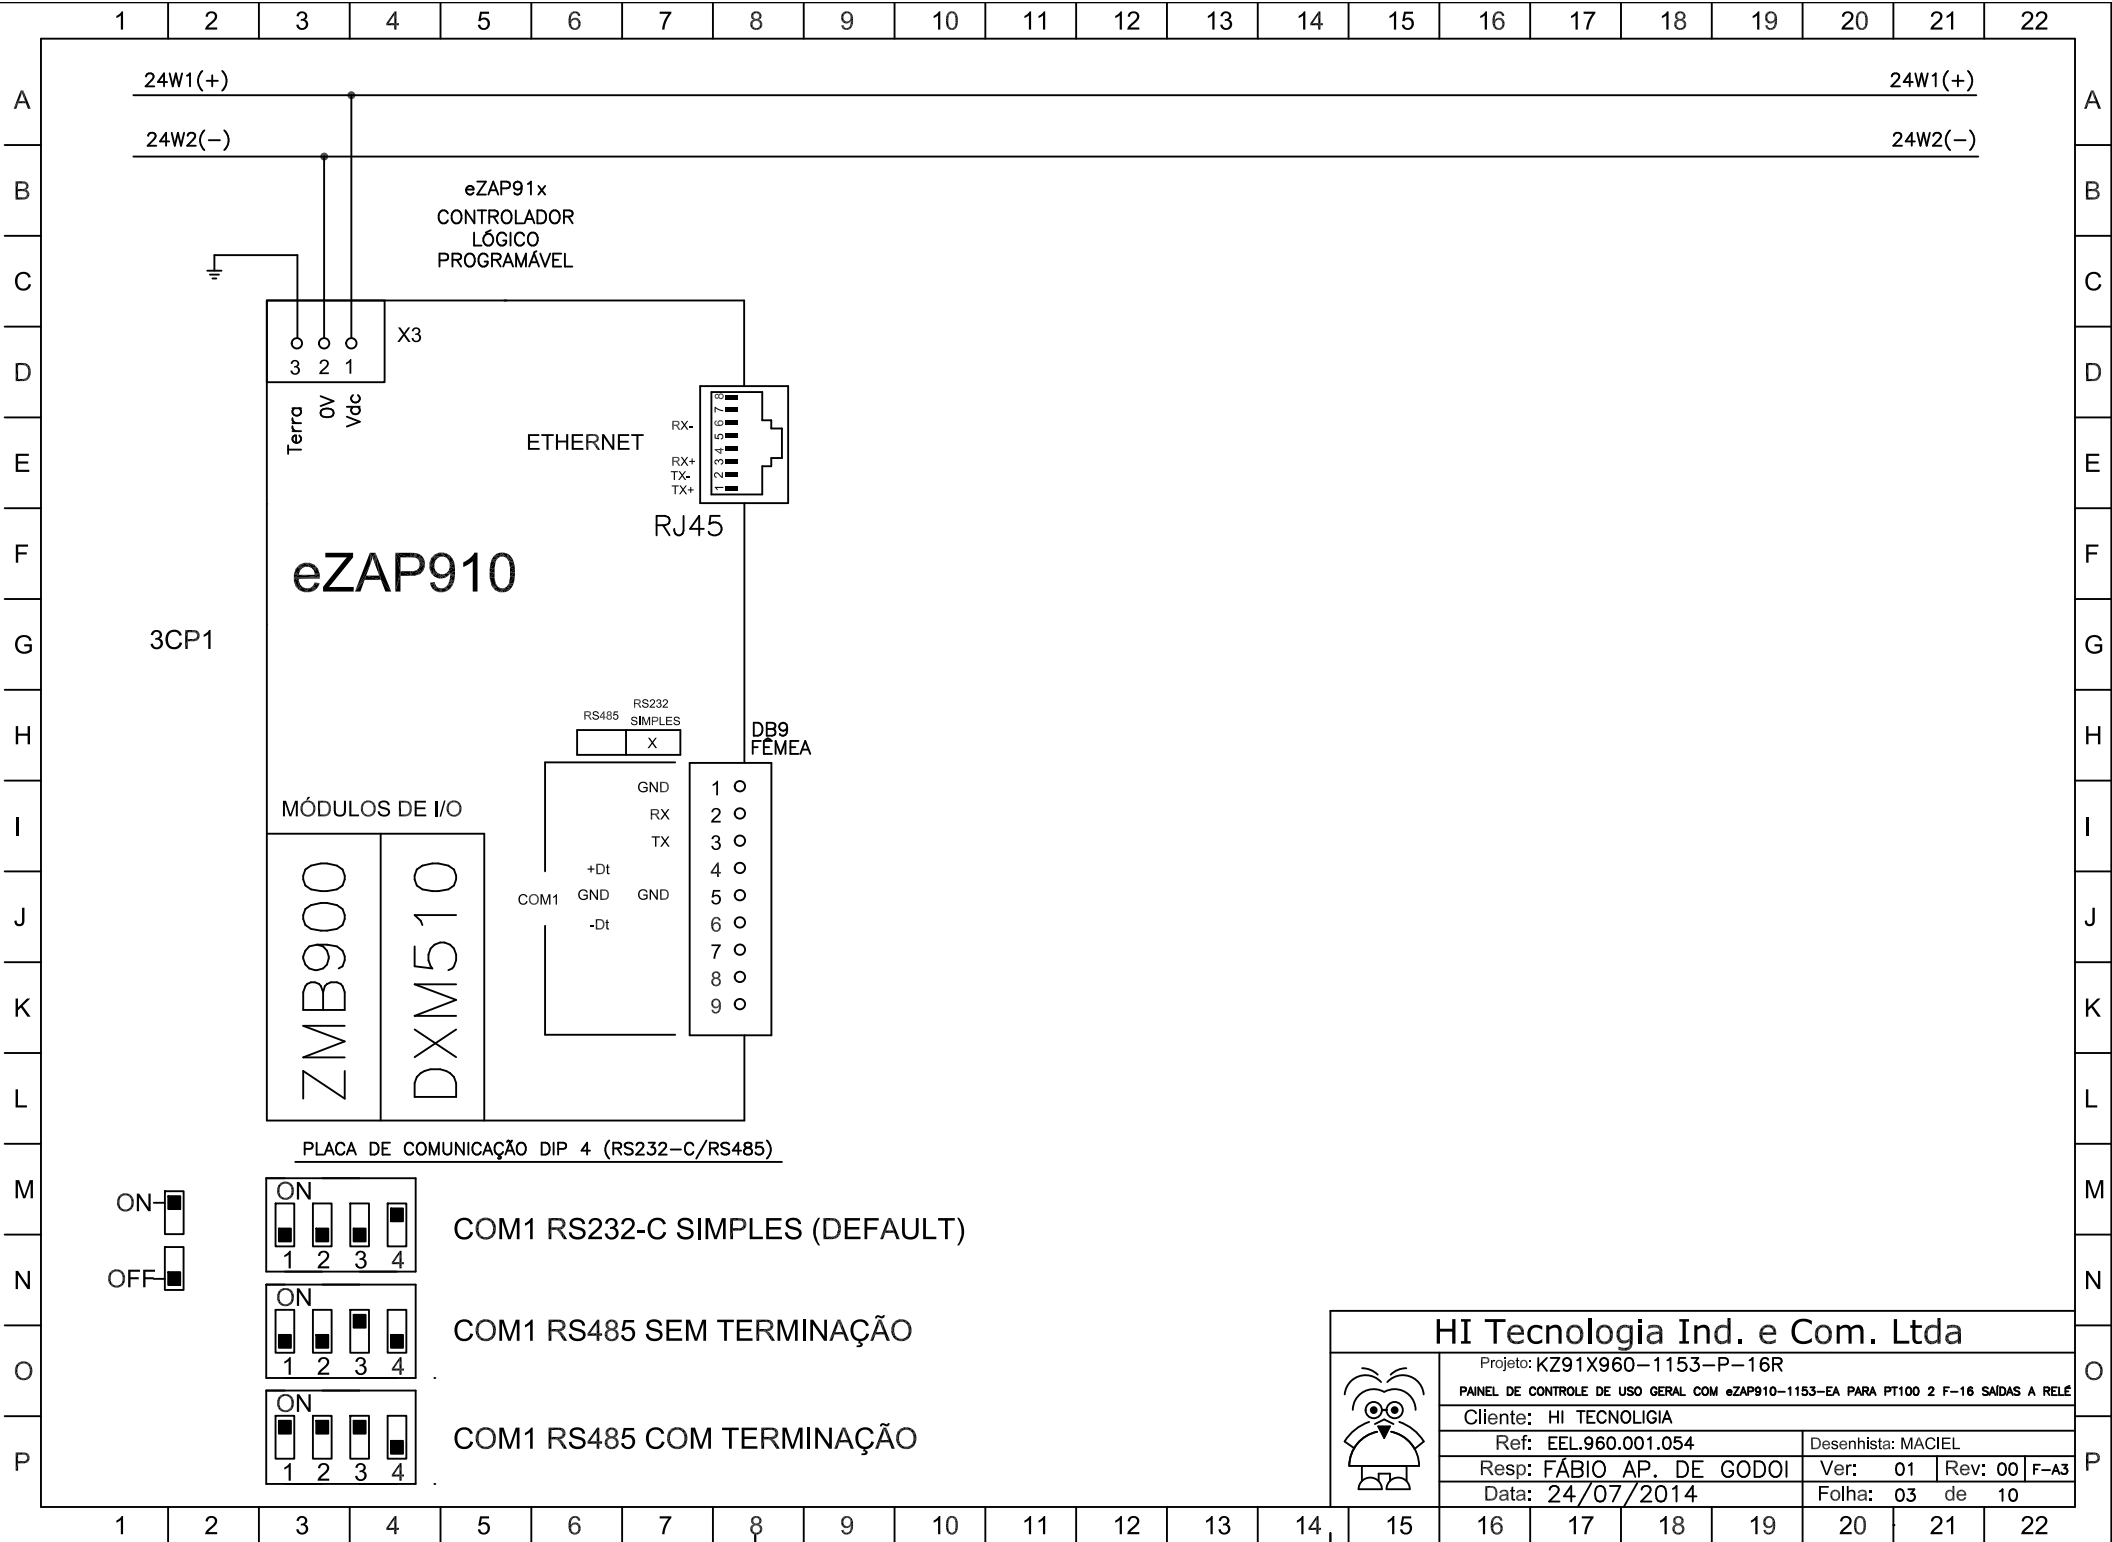 1 2 3 4 5 6 7 8 9 10 11 12 13 14 15 16 17 18 19 20 21 22
A A
B B
C C
D D
E E
F F
G G
H H
I I
J J
K K
L L
M M
N N
O O
P P
24W1(+) 24W1(+)
24W2(-) 24W2(-)
eZAP91x
CONTROLADOR
LÓGICO
PROGRAMÁVEL
X3
3 2 1
Terra
0V
Vdc
ETHERNET
RX-
RX+
TX-
TX+
8
7
6
5
4
3
2
1
RJ45
eZAP910
3CP1
RS485
RS232
SIMPLES
X
DB9
FÊMEA
GND 1
RX 2
TX 3
+Dt 4
COM1 GND GND 5
-Dt 6
7
8
9
MÓDULOS DE I/O
ZMB900
DXM510
PLACA DE COMUNICAÇÃO DIP 4 (RS232-C/RS485)
ON
OFF
ON
1 2 3 4
COM1 RS232-C SIMPLES (DEFAULT)
ON
1 2 3 4
COM1 RS485 SEM TERMINAÇÃO
ON
1 2 3 4
COM1 RS485 COM TERMINAÇÃO
HI Tecnologia Ind. e Com. Ltda
Projeto: KZ91X960-1153-P-16R
PAINEL DE CONTROLE DE USO GERAL COM eZAP910-1153-EA PARA PT100 2 F-16 SAÍDAS A RELÉ
Cliente: HI TECNOLIGIA
Ref: EEL.960.001.054 Desenhista: MACIEL
Resp: FÁBIO AP. DE GODOI Ver: 01 Rev: 00 F-A3
Data: 24/07/2014 Folha: 03 de 10
1 2 3 4 5 6 7 8 9 10 11 12 13 14 15 16 17 18 19 20 21 22